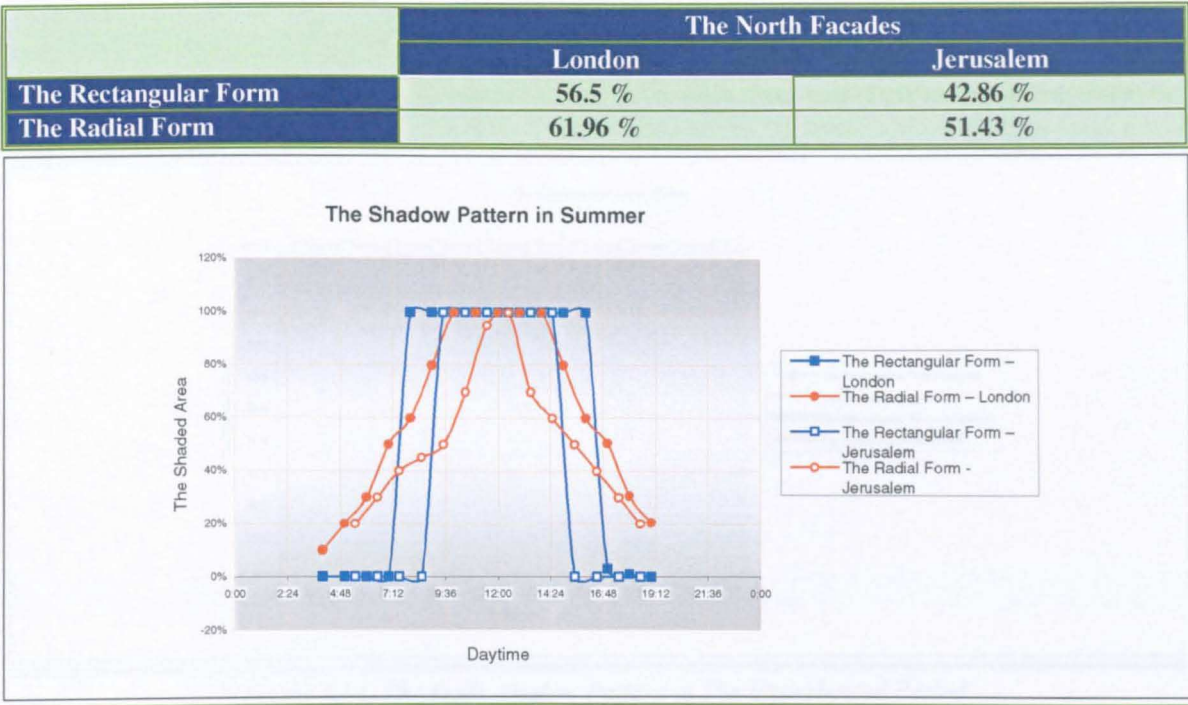 The North Facades
London Jerusalem
The Rectangular Form 56.5 % 42.86 %
The Radial Form 61.96 % 51.43 %
The Shadow Pattern in Summer
120%
100%
80%
60%
40%
20%
0%
-20%
The Shaded Area
0:00 2:24 4:48 7:12 9:36 12:00 14:24 16:48 19:12 21:36 0:00
Daytime
The Rectangular Form –
London
The Radial Form – London
The Rectangular Form –
Jerusalem
The Radial Form -
Jerusalem